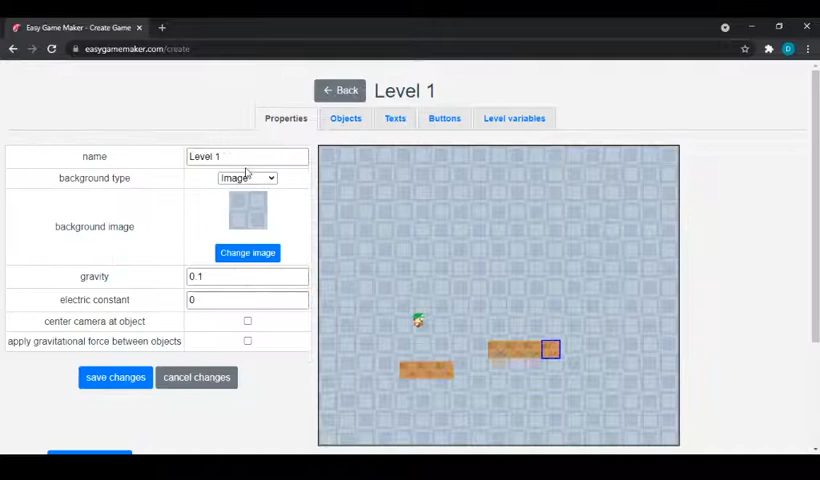 Easy Game Maker - Create Game
easygamemaker.com/create
D
← Back Level 1
Properties Objects Texts Buttons Level variables
name Level 1
background type Image
background image
Change image
gravity 0.1
electric constant 0
center camera at object
apply gravitational force between objects
save changes cancel changes